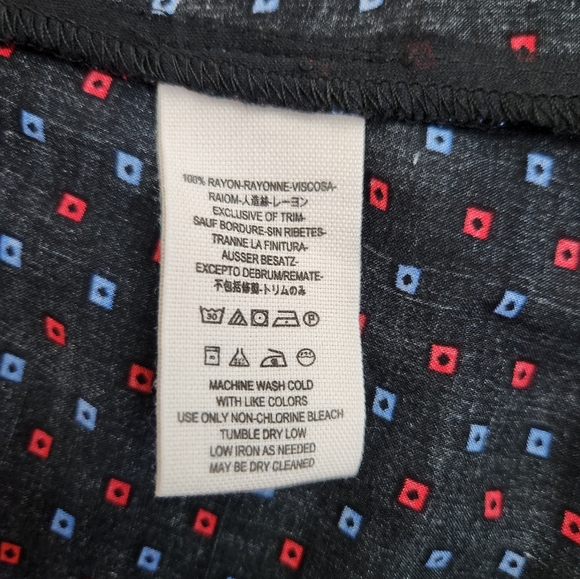 100% RAYON-RAYONNE-VISCOSA-
RAIOM-人造絲-レーヨン
EXCLUSIVE OF TRIM-
SAUF BORDURE-SIN RIBETES-
TRANNE LA FINITURA-
AUSSER BESATZ-
EXCEPTO DEBRUM/REMATE-
不包括修飾-トリムのみ
30 P
MACHINE WASH COLD
WITH LIKE COLORS
USE ONLY NON-CHLORINE BLEACH
TUMBLE DRY LOW
LOW IRON AS NEEDED
MAY BE DRY CLEANED